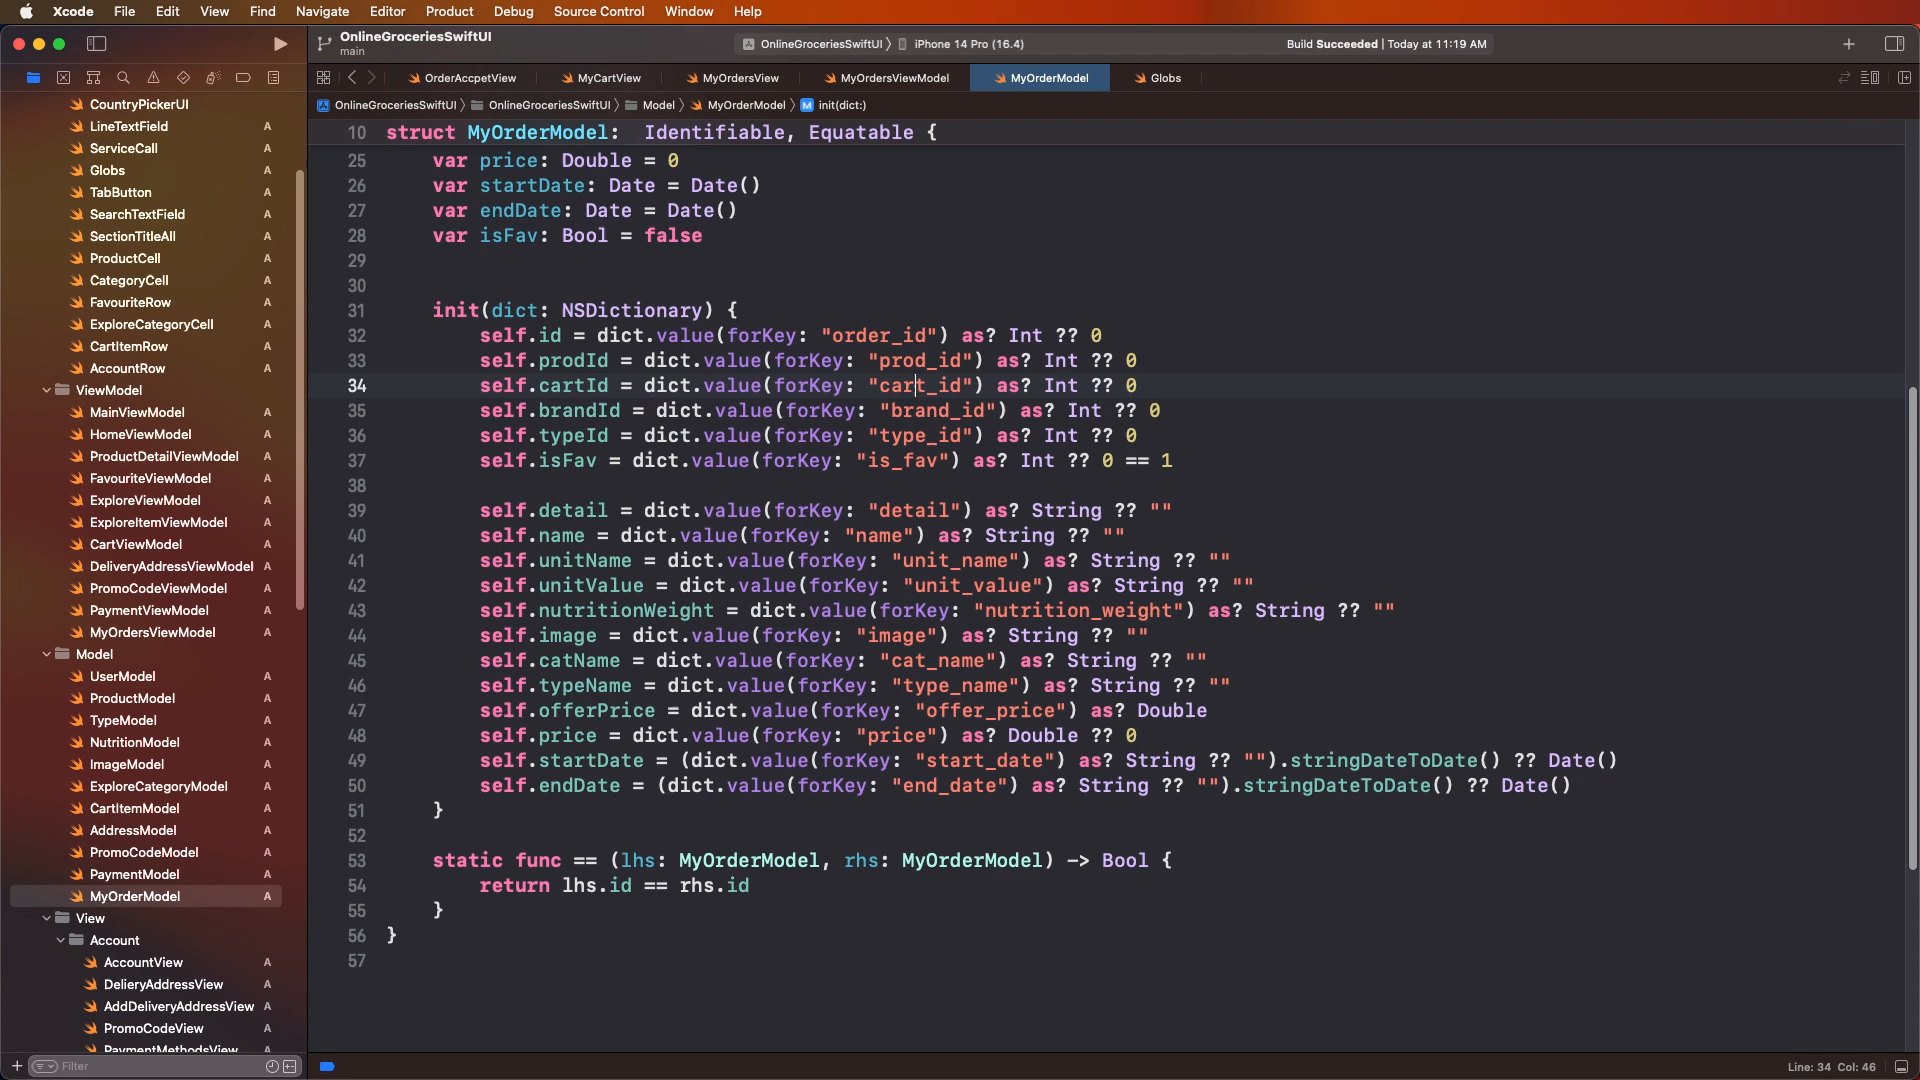 Xcode File Edit View Find Navigate Editor Product Debug Source Control Window Help
OnlineGroceriesSwiftUI
main
OnlineGroceriesSwiftUI iPhone 14 Pro (16.4)
Build Succeeded | Today at 11:19 AM
OrderAccpetView MyCartView MyOrdersView MyOrdersViewModel MyOrderModel Globs
OnlineGroceriesSwiftUI OnlineGroceriesSwiftUI Model MyOrderModel M init(dict:)
CountryPickerUI
LineTextField A
ServiceCall A
Globs A
TabButton A
SearchTextField A
SectionTitleAll A
ProductCell A
CategoryCell A
FavouriteRow A
ExploreCategoryCell A
CartItemRow A
AccountRow A
ViewModel
MainViewModel A
HomeViewModel A
ProductDetailViewModel A
FavouriteViewModel A
ExploreViewModel A
ExploreItemViewModel A
CartViewModel A
DeliveryAddressViewModel A
PromoCodeViewModel A
PaymentViewModel A
MyOrdersViewModel A
Model
UserModel A
ProductModel A
TypeModel A
NutritionModel A
ImageModel A
ExploreCategoryModel A
CartItemModel A
AddressModel A
PromoCodeModel A
PaymentModel A
MyOrderModel A
View
Account
AccountView A
DelieryAddressView A
AddDeliveryAddressView A
PromoCodeView A
PaymentMethodsView A
Filter
10 struct MyOrderModel:  Identifiable, Equatable {
25 var price: Double = 0
26 var startDate: Date = Date()
27 var endDate: Date = Date()
28 var isFav: Bool = false
29
30
31 init(dict: NSDictionary) {
32 self.id = dict.value(forKey: "order_id") as? Int ?? 0
33 self.prodId = dict.value(forKey: "prod_id") as? Int ?? 0
34 self.cartId = dict.value(forKey: "cart_id") as? Int ?? 0
35 self.brandId = dict.value(forKey: "brand_id") as? Int ?? 0
36 self.typeId = dict.value(forKey: "type_id") as? Int ?? 0
37 self.isFav = dict.value(forKey: "is_fav") as? Int ?? 0 == 1
38
39 self.detail = dict.value(forKey: "detail") as? String ?? ""
40 self.name = dict.value(forKey: "name") as? String ?? ""
41 self.unitName = dict.value(forKey: "unit_name") as? String ?? ""
42 self.unitValue = dict.value(forKey: "unit_value") as? String ?? ""
43 self.nutritionWeight = dict.value(forKey: "nutrition_weight") as? String ?? ""
44 self.image = dict.value(forKey: "image") as? String ?? ""
45 self.catName = dict.value(forKey: "cat_name") as? String ?? ""
46 self.typeName = dict.value(forKey: "type_name") as? String ?? ""
47 self.offerPrice = dict.value(forKey: "offer_price") as? Double
48 self.price = dict.value(forKey: "price") as? Double ?? 0
49 self.startDate = (dict.value(forKey: "start_date") as? String ?? "").stringDateToDate() ?? Date()
50 self.endDate = (dict.value(forKey: "end_date") as? String ?? "").stringDateToDate() ?? Date()
51 }
52
53 static func == (lhs: MyOrderModel, rhs: MyOrderModel) -> Bool {
54 return lhs.id == rhs.id
55 }
56 }
57
Line: 34 Col: 46